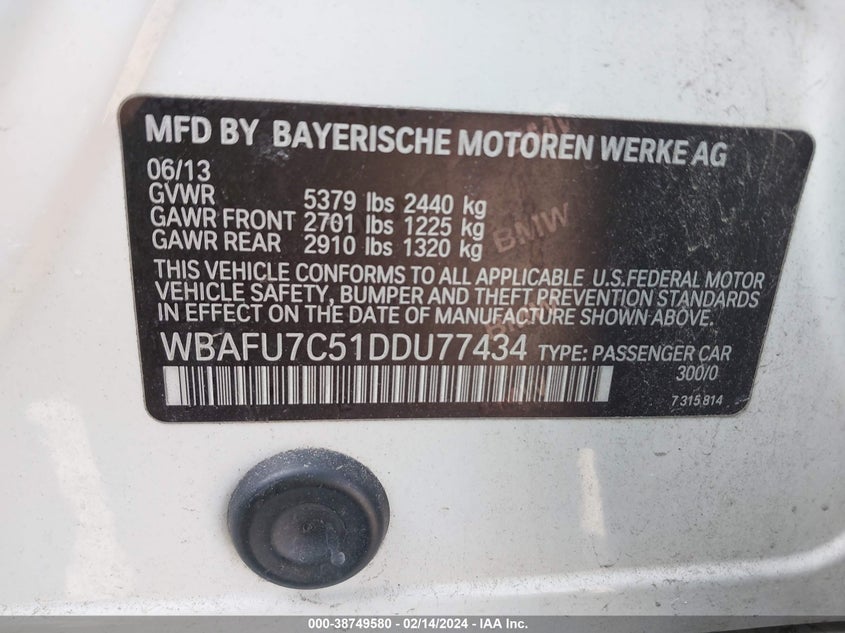 MFD BY BAYERISCHE MOTOREN WERKE AG
06/13
GVWR 5379 lbs 2440 kg
GAWR FRONT 2701 lbs 1225 kg
GAWR REAR 2910 lbs 1320 kg
THIS VEHICLE CONFORMS TO ALL APPLICABLE U.S.FEDERAL MOTOR
VEHICLE SAFETY, BUMPER AND THEFT PREVENTION STANDARDS
IN EFFECT ON THE DATE OF MANUFACTURE SHOWN ABOVE.
WBAFU7C51DDU77434 TYPE: PASSENGER CAR
300/0
7 315 814
BMW
BMW
BMW
000-38749580 - 02/14/2024 - IAA Inc.